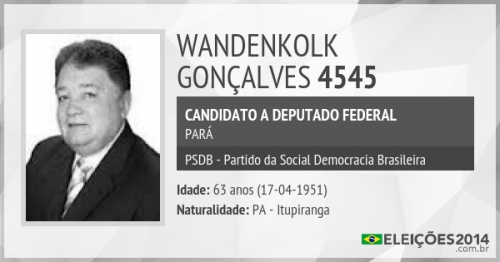 WANDENKOLK
GONÇALVES 4545
CANDIDATO A DEPUTADO FEDERAL
PARÁ
PSDB - Partido da Social Democracia Brasileira
Idade: 63 anos (17-04-1951)
Naturalidade: PA - Itupiranga
ELEIÇÕES2014
.com.br